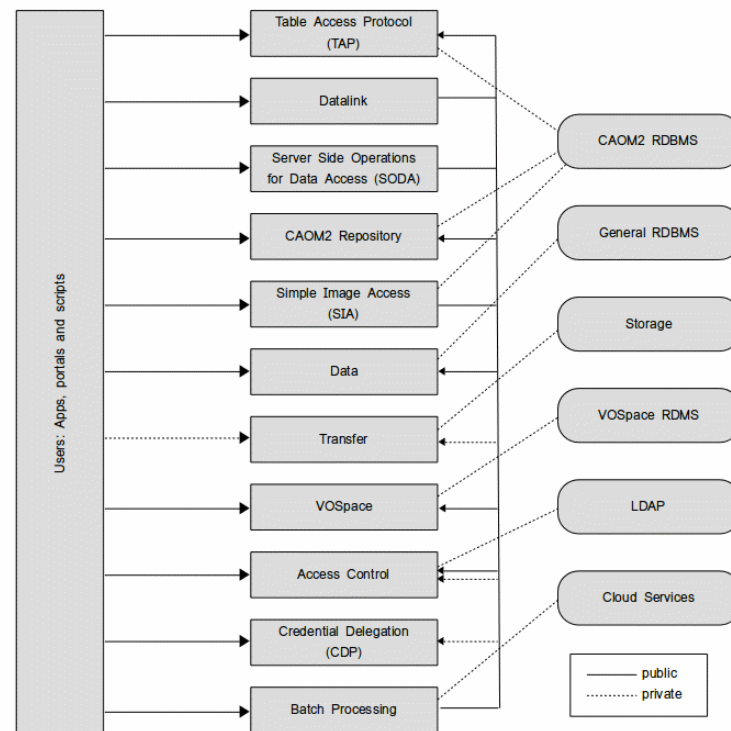 Users: Apps, portals and scripts
Table Access Protocol
(TAP)
Datalink
Server Side Operations
for Data Access (SODA)
CAOM2 Repository
Simple Image Access
(SIA)
Data
Transfer
VOSpace
Access Control
Credential Delegation
(CDP)
Batch Processing
CAOM2 RDBMS
General RDBMS
Storage
VOSpace RDMS
LDAP
Cloud Services
public
private